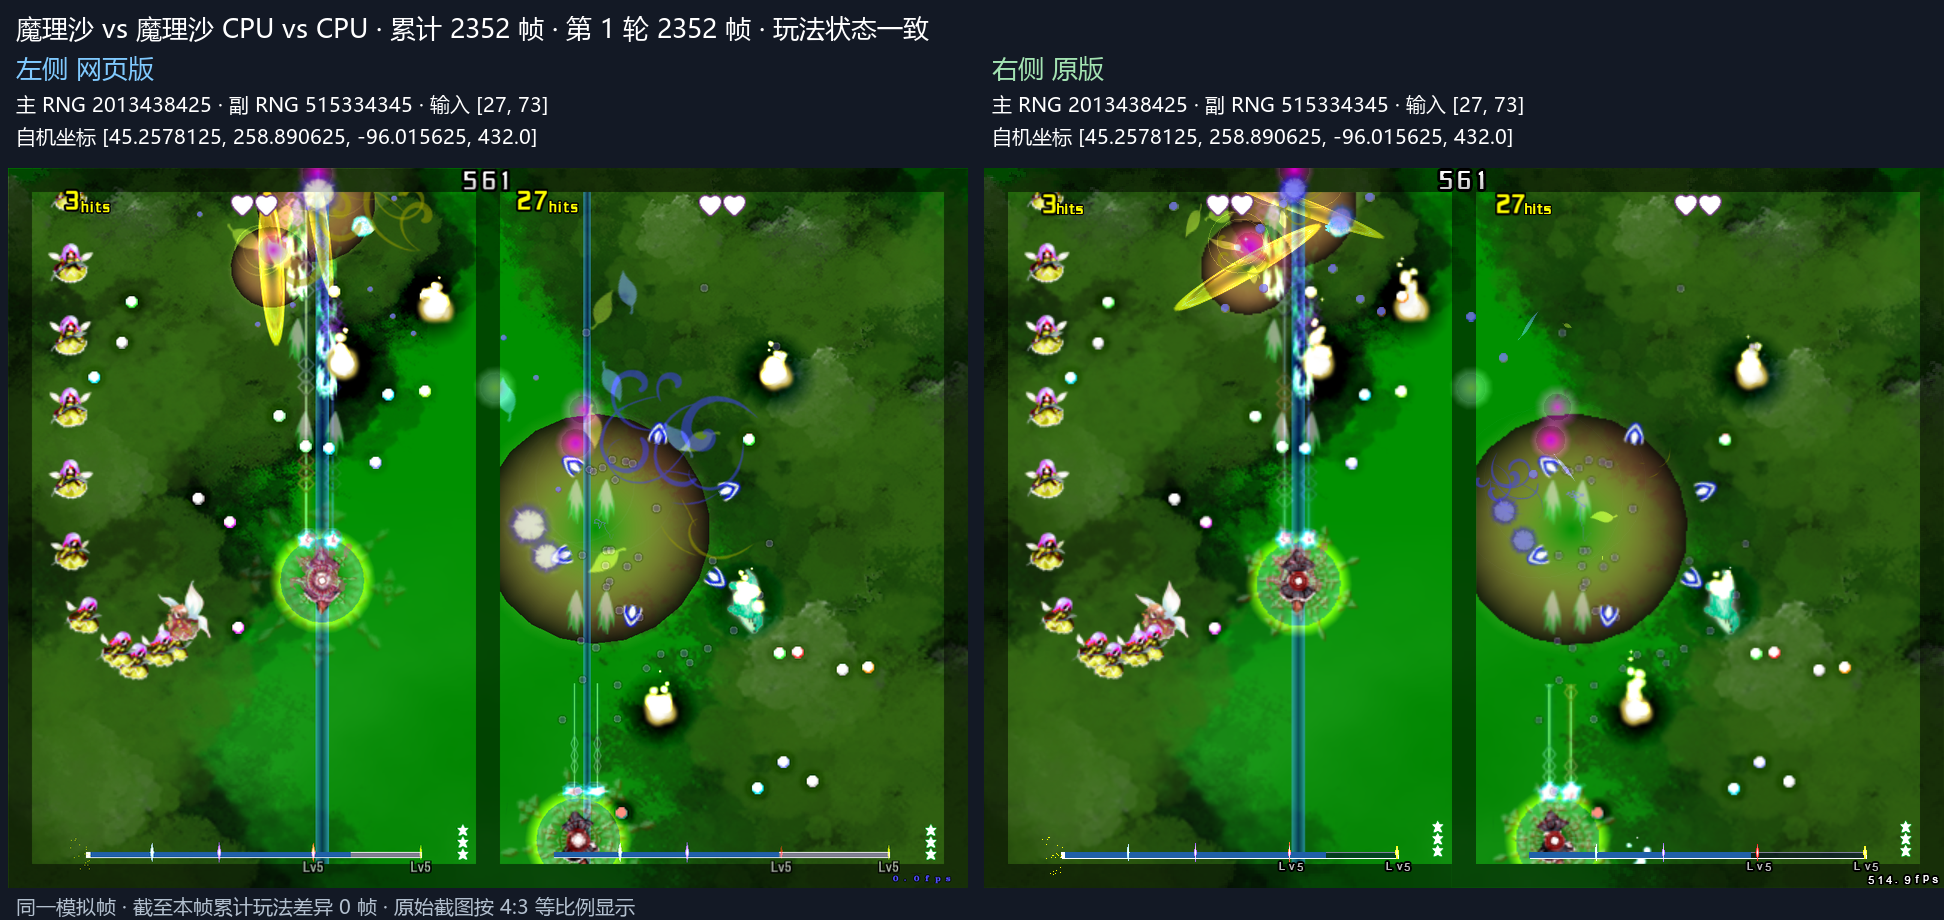 魔理沙 vs 魔理沙 CPU vs CPU · 累计 2352 帧 · 第 1 轮 2352 帧 · 玩法状态一致
左侧 网页版
主 RNG 2013438425 · 副 RNG 515334345 · 输入 [27, 73]
自机坐标 [45.2578125, 258.890625, -96.015625, 432.0]
右侧 原版
主 RNG 2013438425 · 副 RNG 515334345 · 输入 [27, 73]
自机坐标 [45.2578125, 258.890625, -96.015625, 432.0]
561
3hits
27hits
Lv5
Lv5
Lv5
Lv5
0.0fps
561
3hits
27hits
Lv5
Lv5
Lv5
Lv5
514.9fps
同一模拟帧 · 截至本帧累计玩法差异 0 帧 · 原始截图按 4:3 等比例显示